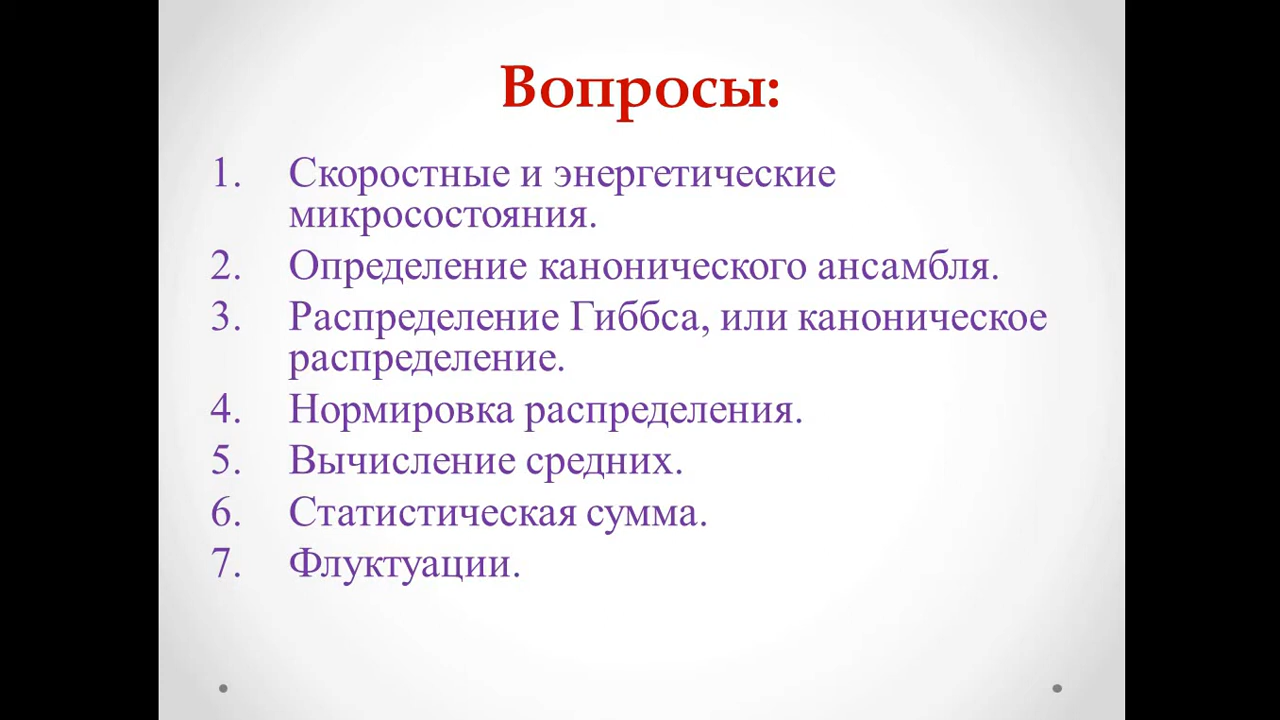 Вопросы:
1. Скоростные и энергетические
микросостояния.
2. Определение канонического ансамбля.
3. Распределение Гиббса, или каноническое
распределение.
4. Нормировка распределения.
5. Вычисление средних.
6. Статистическая сумма.
7. Флуктуации.